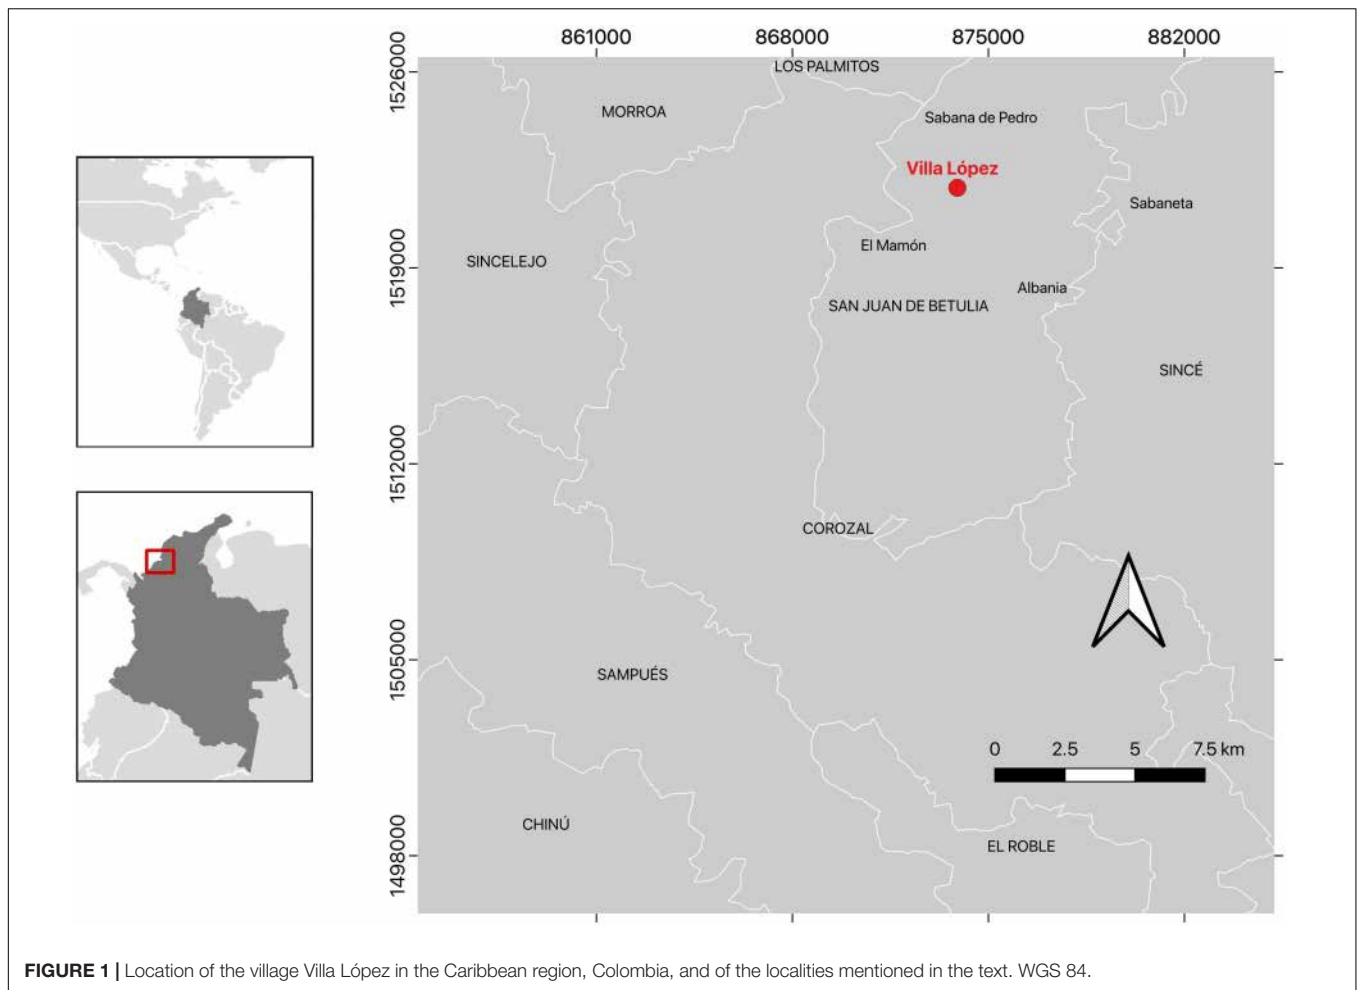 861000 868000 875000 882000
1526000
LOS PALMITOS
MORROA
Sabana de Pedro
Villa López
Sabaneta
El Mamón
SINCELEJO
1519000
Albania
SAN JUAN DE BETULIA
SINCÉ
1512000
COROZAL
1505000
SAMPUÉS
0 2.5 5 7.5 km
CHINÚ
EL ROBLE
1498000
FIGURE 1 | Location of the village Villa López in the Caribbean region, Colombia, and of the localities mentioned in the text. WGS 84.